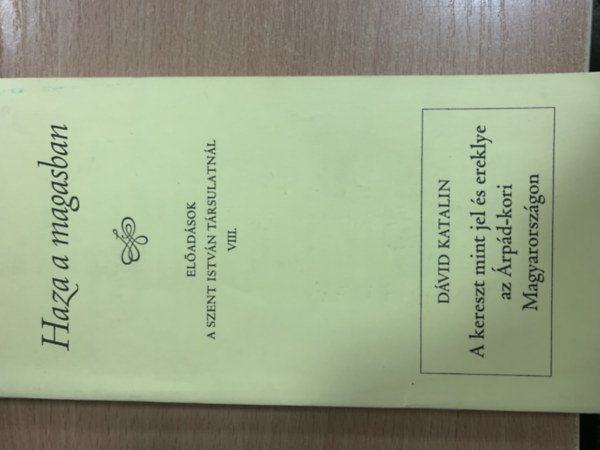 Haza a magasban
ELŐADÁSOK
A SZENT ISTVÁN TÁRSULATNÁL
VIII.
DÁVID KATALIN
A kereszt mint jel és ereklye
az Árpád-kori
Magyarországon